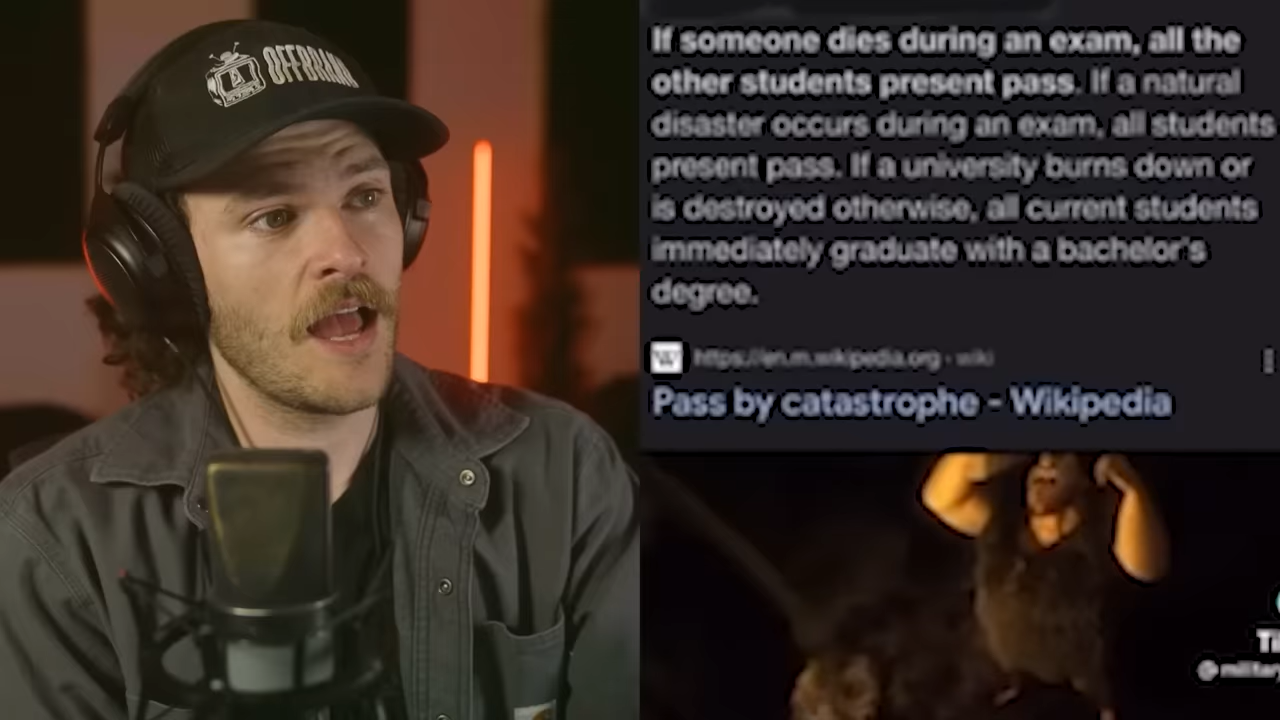 OFFBRAND
If someone dies during an exam, all the
other students present pass. If a natural
disaster occurs during an exam, all students
present pass. If a university burns down or
is destroyed otherwise, all current students
immediately graduate with a bachelor's
degree.
W https://en.m.wikipedia.org › wiki
Pass by catastrophe - Wikipedia